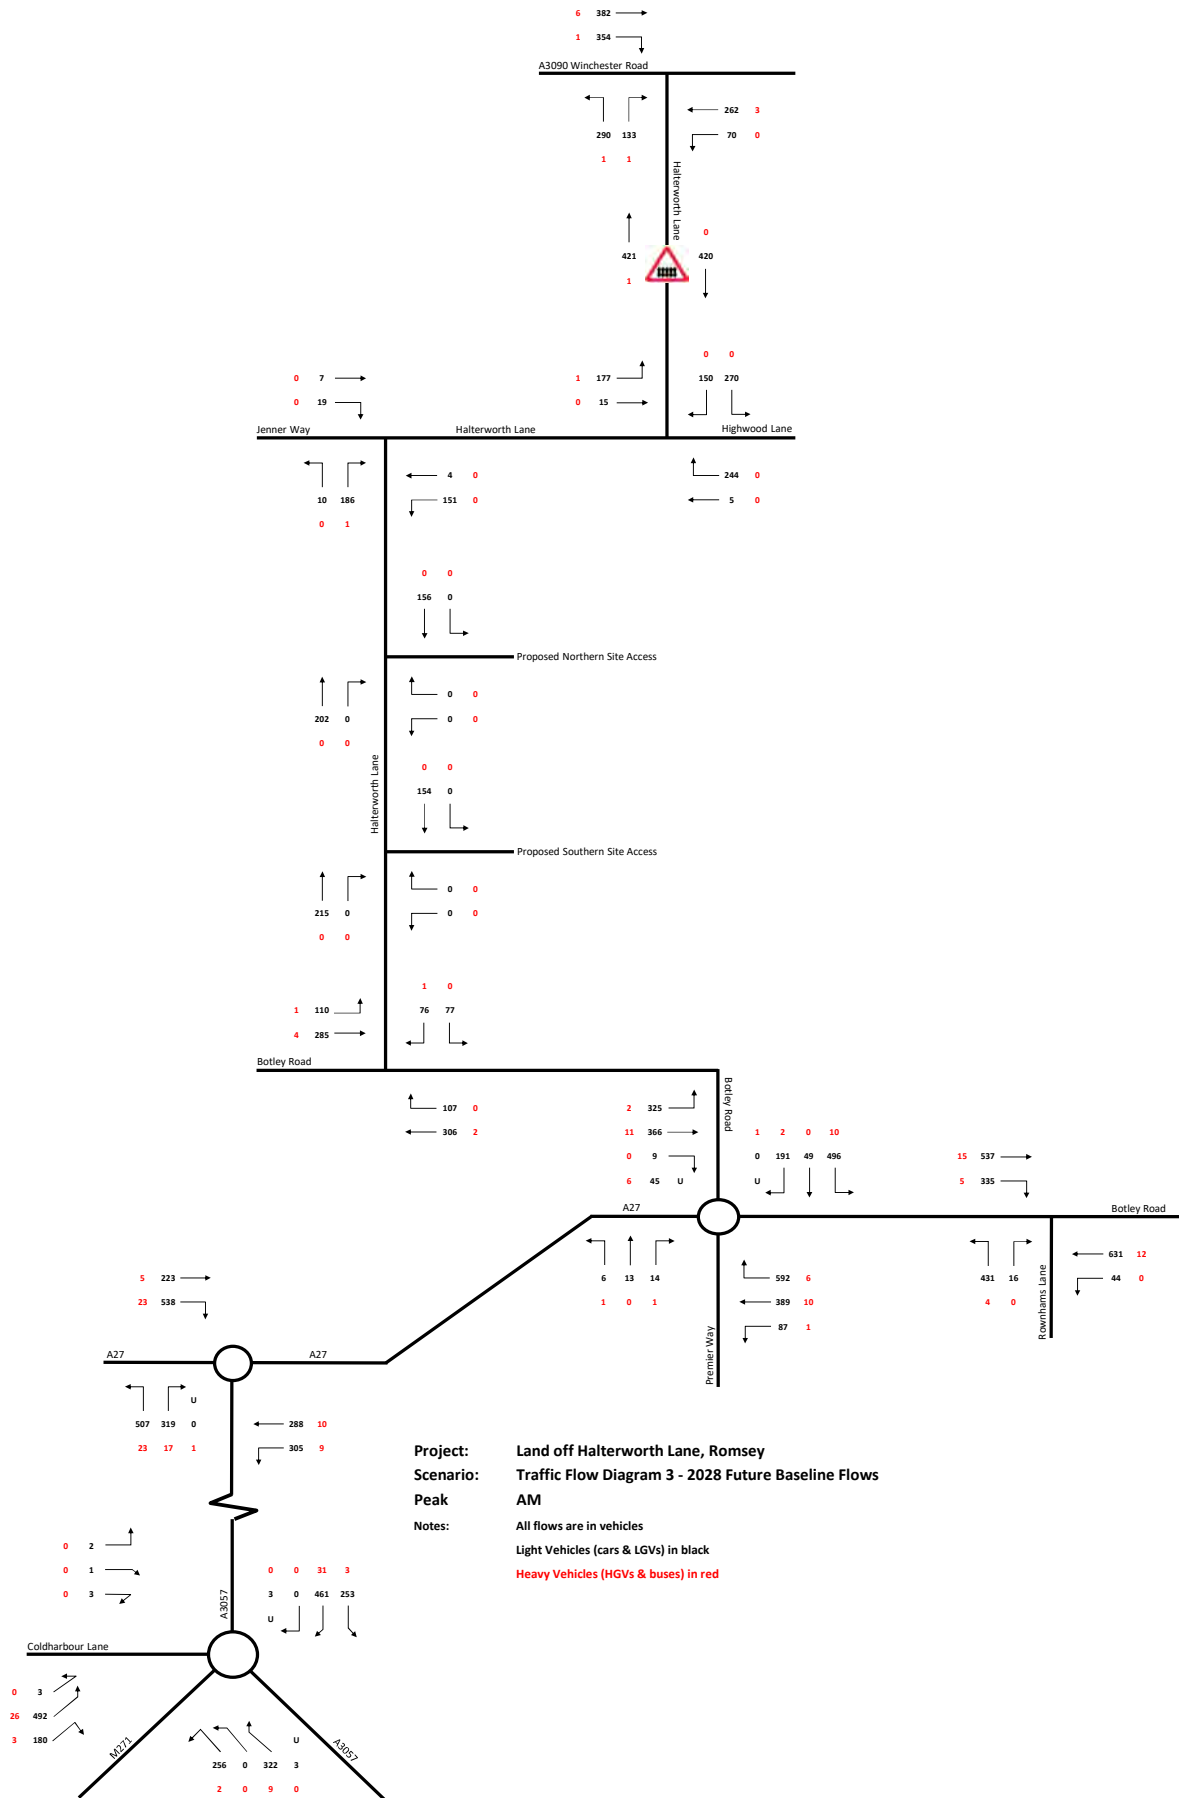 6 382
1 354
A3090 Winchester Road
262 3
290 133
70 0
1 1
Halterworth Lane
0
421
420
1
0 0
0 7
1 177
150 270
0 19
0 15
Jenner Way
Halterworth Lane
Highwood Lane
4 0
244 0
10 186
151 0
5 0
0 1
0 0
156 0
Proposed Northern Site Access
0 0
202 0
0 0
0 0
Halterworth Lane
0 0
154 0
Proposed Southern Site Access
0 0
215 0
0 0
0 0
1 0
1 110
76 77
4 285
Botley Road
Botley Road
107 0
2 325
306 2
11 366
1 2 0 10
0 9
0 191 49 496
15 537
6 45 U
U
5 335
A27
Botley Road
6 13 14
592 6
431 16
631 12
1 0 1
389 10
4 0
44 0
87 1
Rownhams Lane
Premier Way
5 223
23 538
A27
A27
U
507 319 0
288 10
23 17 1
305 9
Project: Land off Halterworth Lane, Romsey
Scenario: Traffic Flow Diagram 3 - 2028 Future Baseline Flows
Peak AM
Notes: All flows are in vehicles
Light Vehicles (cars & LGVs) in black
Heavy Vehicles (HGVs & buses) in red
0 2
0 1
0 3
0 0 31 3
3 0 461 253
U
A3057
Coldharbour Lane
0 3
26 492
3 180
M271
A3057
U
256 0 322 3
2 0 9 0